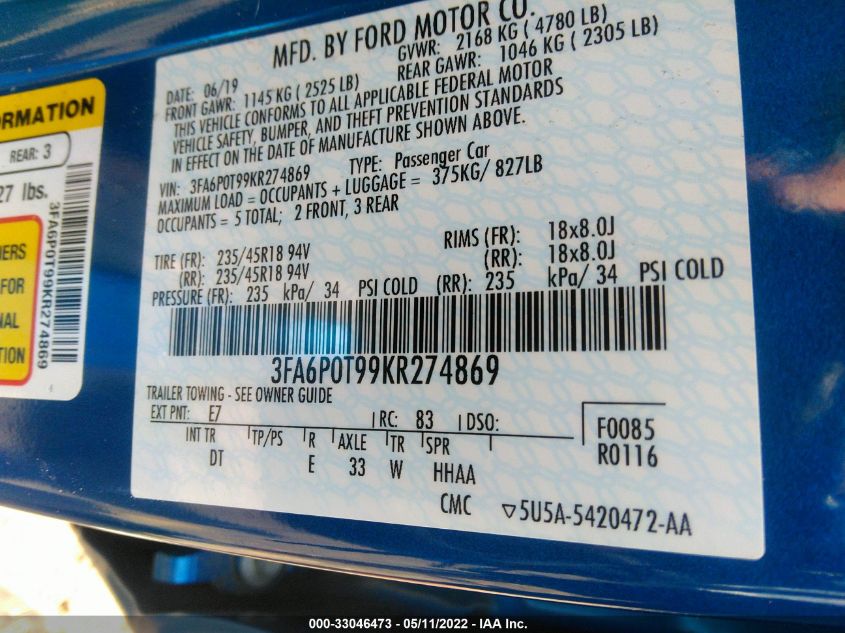 ORMATION
REAR: 3
27 lbs.
3FA6P0T99KR274869
ERS
FOR
NAL
TION
MFD. BY FORD MOTOR CO.
DATE: 06/19 GVWR: 2168 KG ( 4780 LB)
FRONT GAWR: 1145 KG ( 2525 LB) REAR GAWR: 1046 KG ( 2305 LB)
THIS VEHICLE CONFORMS TO ALL APPLICABLE FEDERAL MOTOR
VEHICLE SAFETY, BUMPER, AND THEFT PREVENTION STANDARDS
IN EFFECT ON THE DATE OF MANUFACTURE SHOWN ABOVE.
VIN: 3FA6P0T99KR274869 TYPE: Passenger Car
MAXIMUM LOAD = OCCUPANTS + LUGGAGE = 375KG/ 827LB
OCCUPANTS = 5 TOTAL; 2 FRONT, 3 REAR
TIRE (FR): 235/45R18 94V RIMS (FR): 18x8.0J
(RR): 235/45R18 94V (RR): 18x8.0J
PRESSURE (FR): 235 kPa/ 34 PSI COLD (RR): 235 kPa/ 34 PSI COLD
3FA6P0T99KR274869
TRAILER TOWING - SEE OWNER GUIDE
EXT PNT: E7 RC: 83 DSO: F0085
INT TR TP/PS R AXLE TR SPR R0116
DT E 33 W HHAA
CMC ▽5U5A-5420472-AA
000-33046473 - 05/11/2022 - IAA Inc.